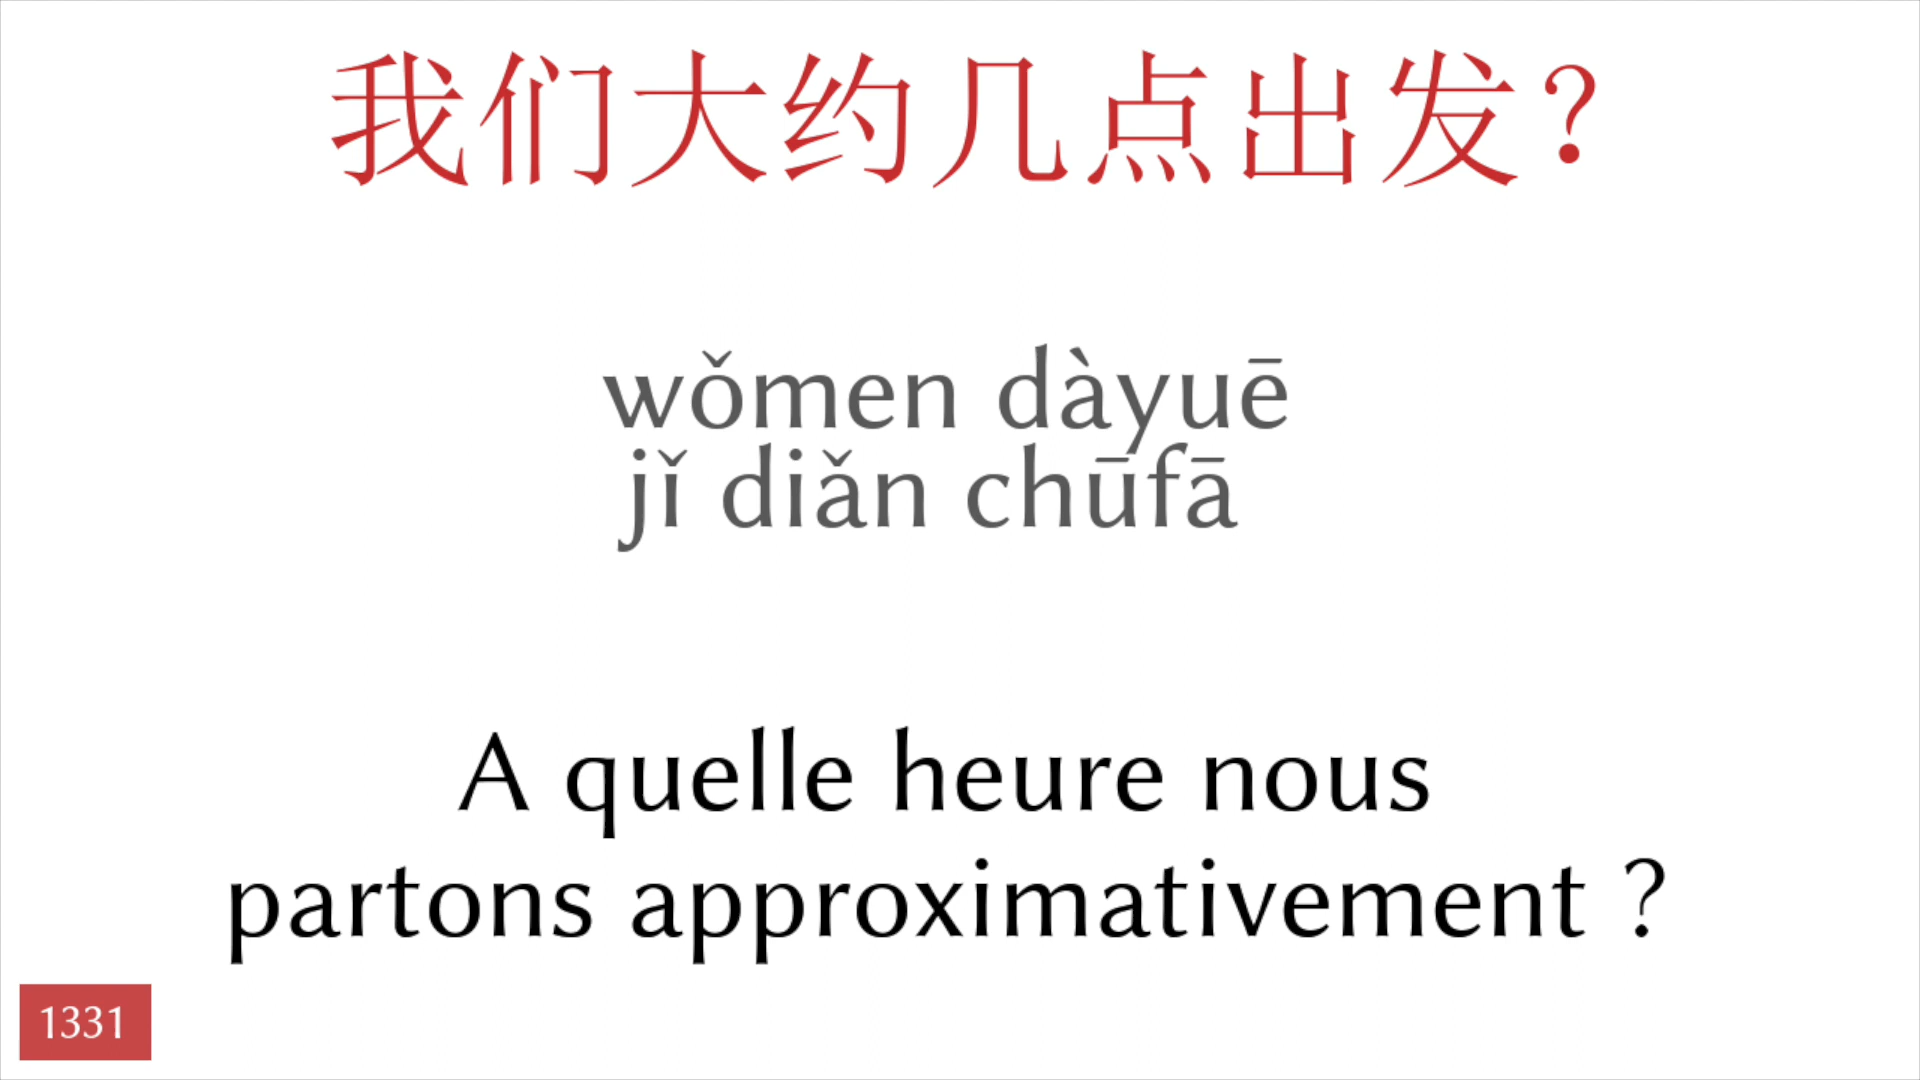 我们大约几点出发？
wǒmen dàyuē
jǐ diǎn chūfā
A quelle heure nous
partons approximativement ?
1331